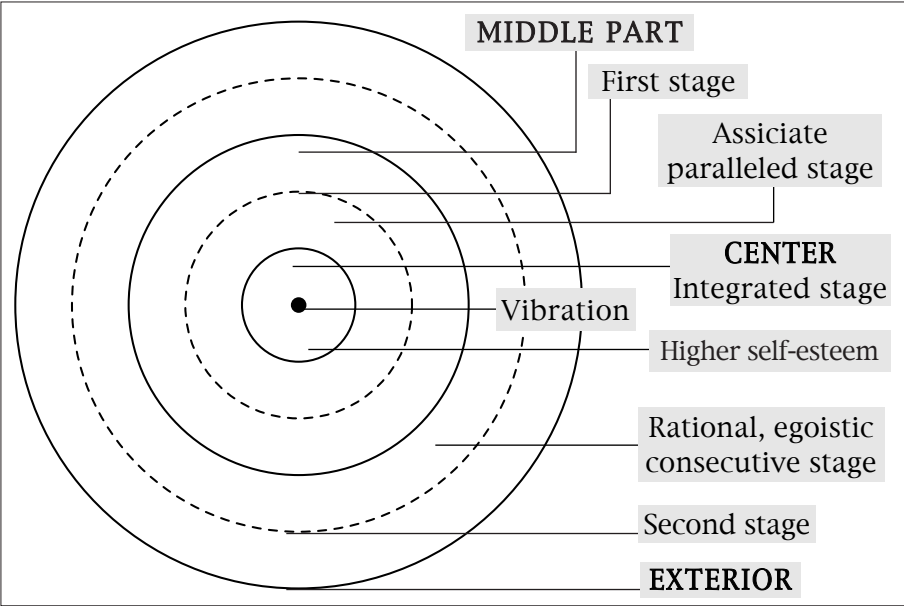 MIDDLE PART
First stage
Assiciate
paralleled stage
CENTER
Integrated stage
Vibration
Higher self-esteem
Rational, egoistic
consecutive stage
Second stage
EXTERIOR